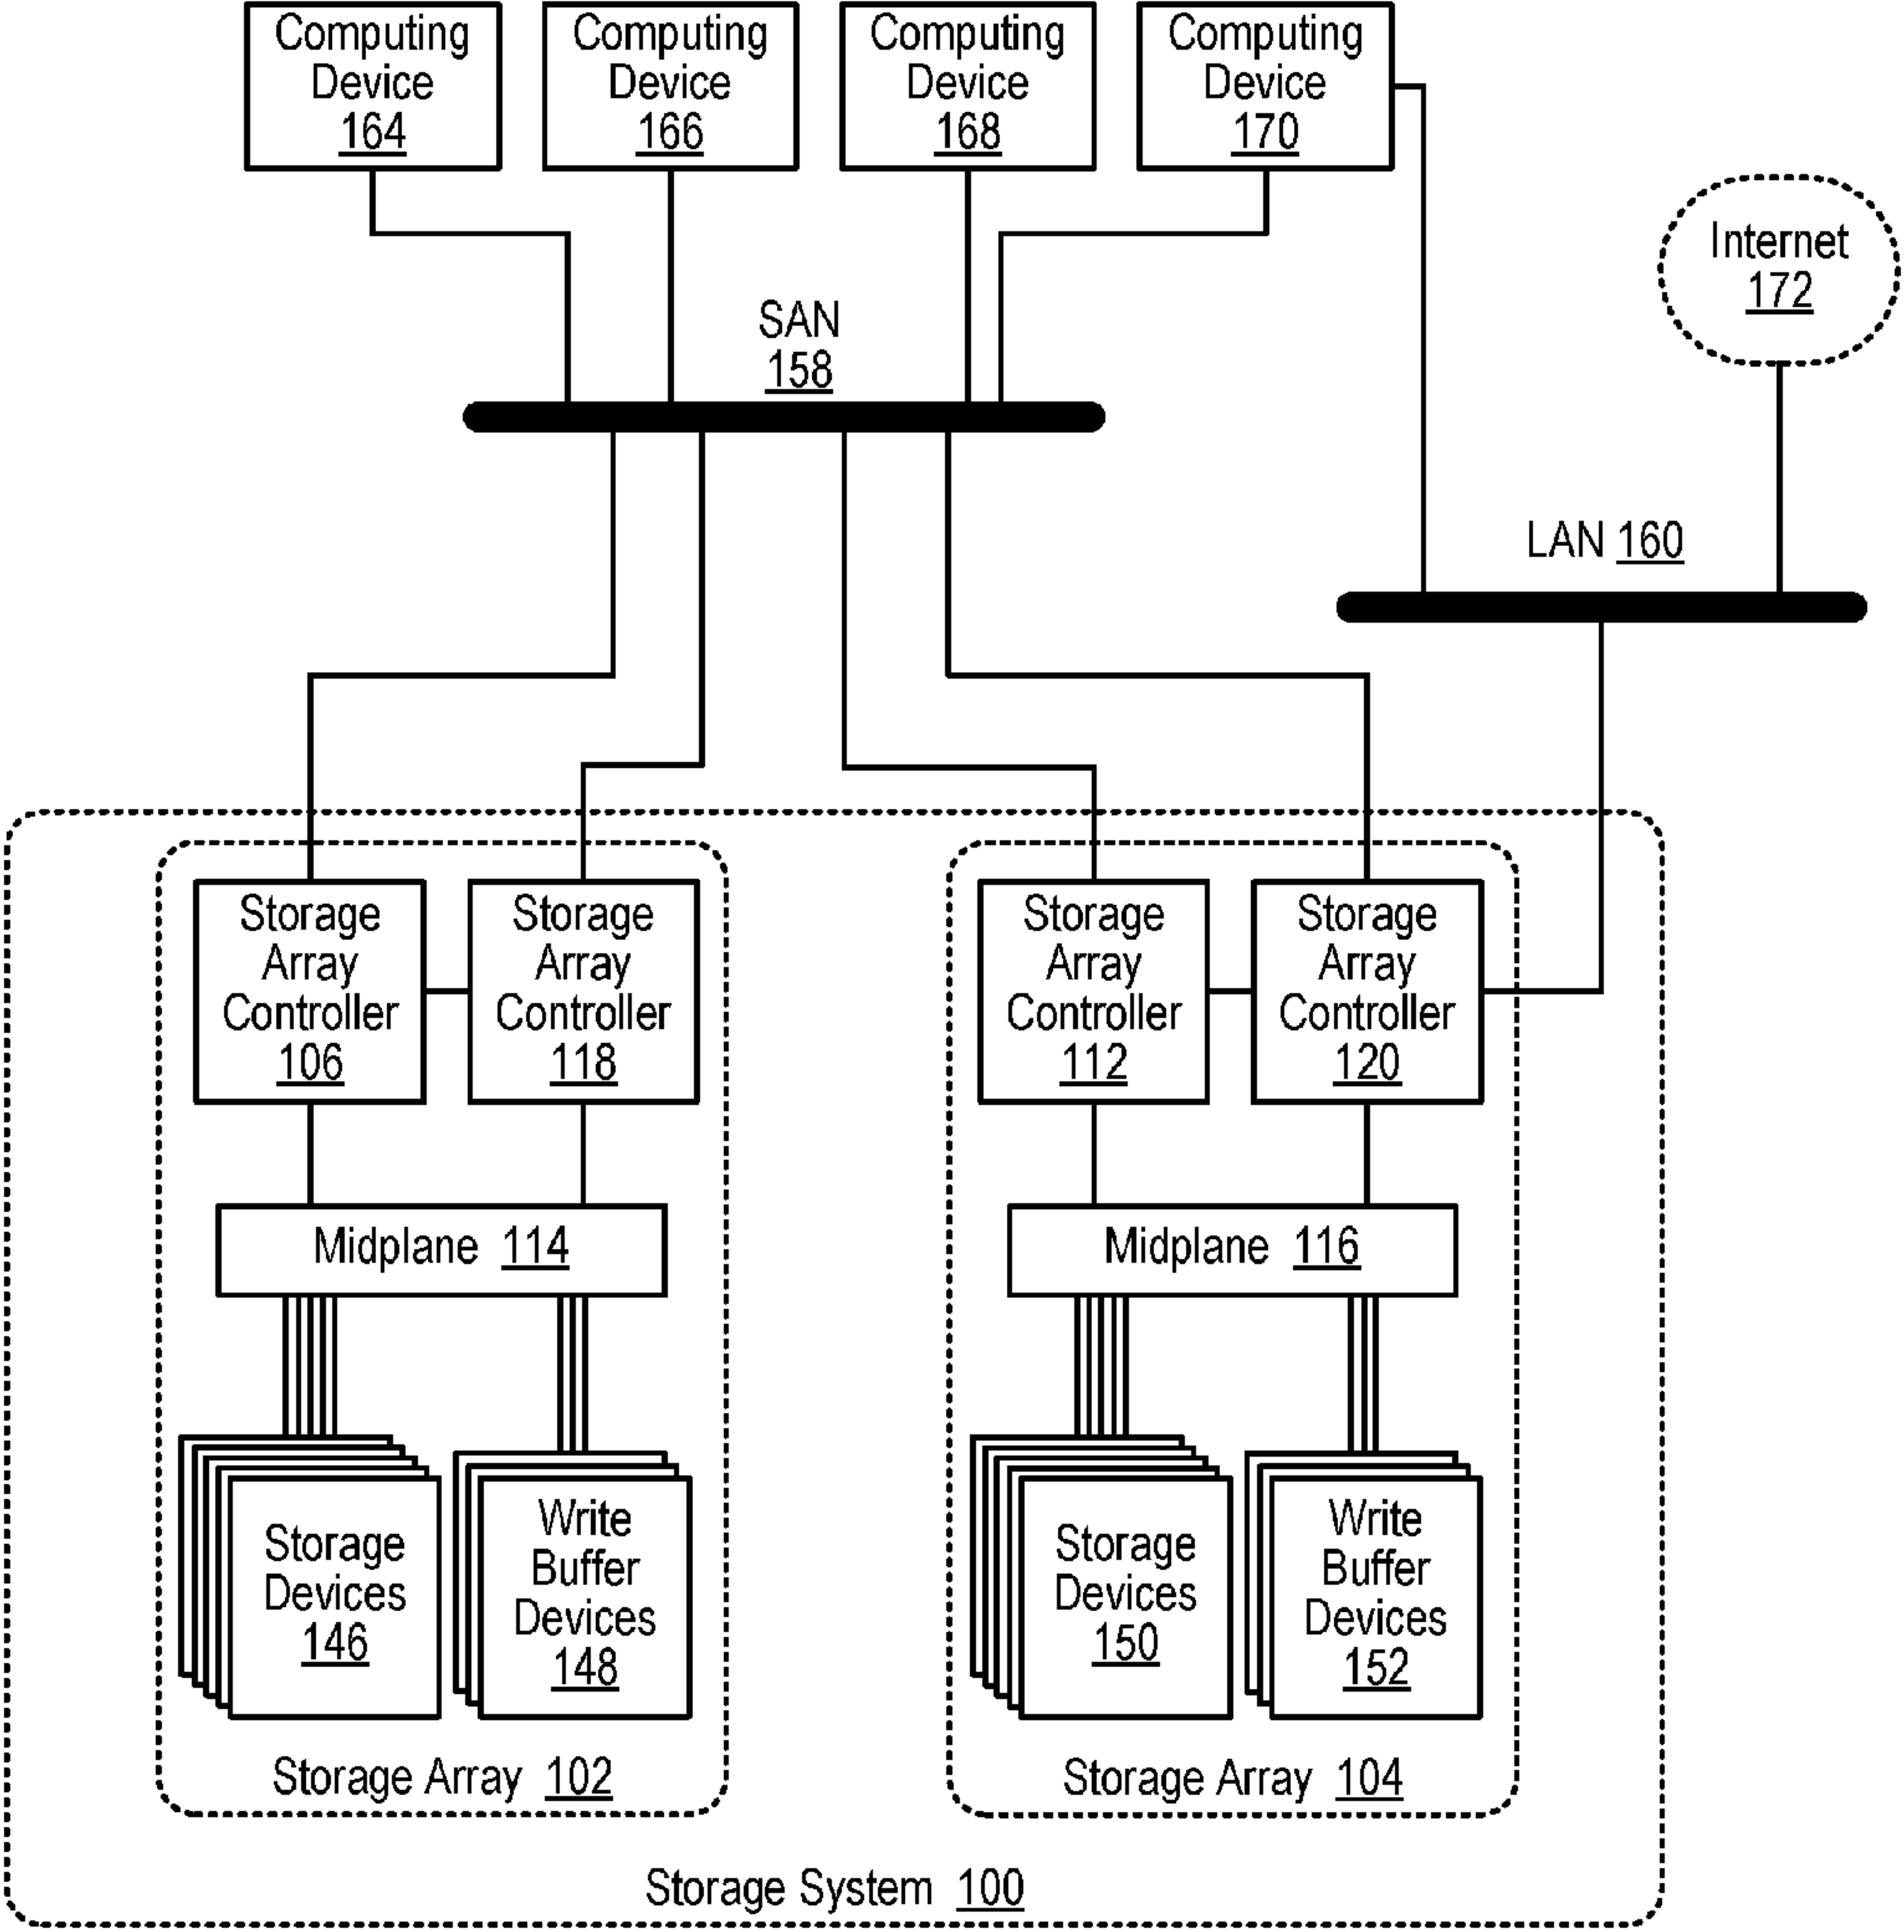 Computing
Device
164
Computing
Device
166
Computing
Device
168
Computing
Device
170
Internet
172
SAN
158
LAN 160
Storage
Array
Controller
106
Storage
Array
Controller
118
Storage
Array
Controller
112
Storage
Array
Controller
120
Midplane 114
Midplane 116
Storage
Devices
146
Write
Buffer
Devices
148
Storage
Devices
150
Write
Buffer
Devices
152
Storage Array 102
Storage Array 104
Storage System 100